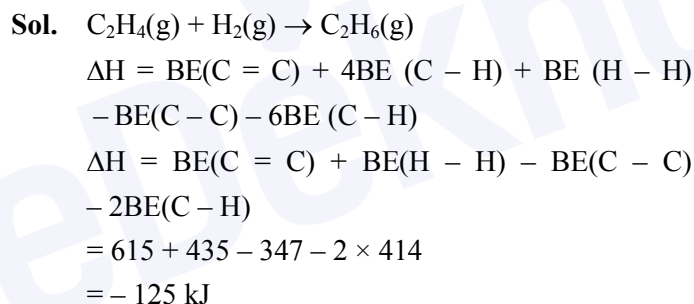 Sol. C₂H₄(g) + H₂(g) → C₂H₆(g)
ΔH = BE(C = C) + 4BE (C – H) + BE (H – H)
– BE(C – C) – 6BE (C – H)
ΔH = BE(C = C) + BE(H – H) – BE(C – C)
– 2BE(C – H)
= 615 + 435 – 347 – 2 × 414
= – 125 kJ